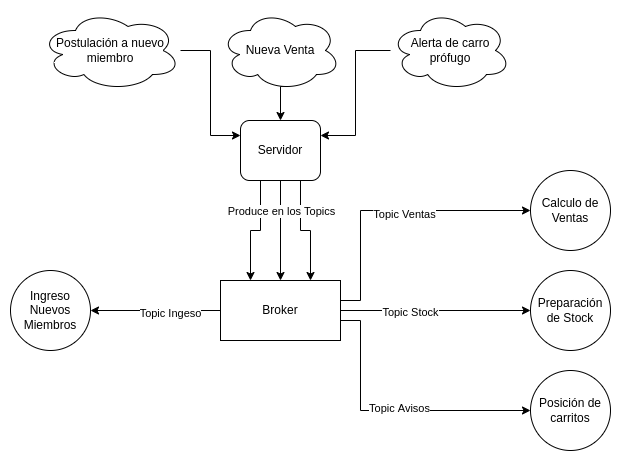 Postulación a nuevo
miembro
Nueva Venta
Alerta de carro
prófugo
Servidor
Produce en los Topics
Topic Ventas
Calculo de
Ventas
Ingreso
Nuevos
Miembros
Topic Ingeso
Broker
Topic Stock
Preparación
de Stock
Topic Avisos
Posición de
carritos